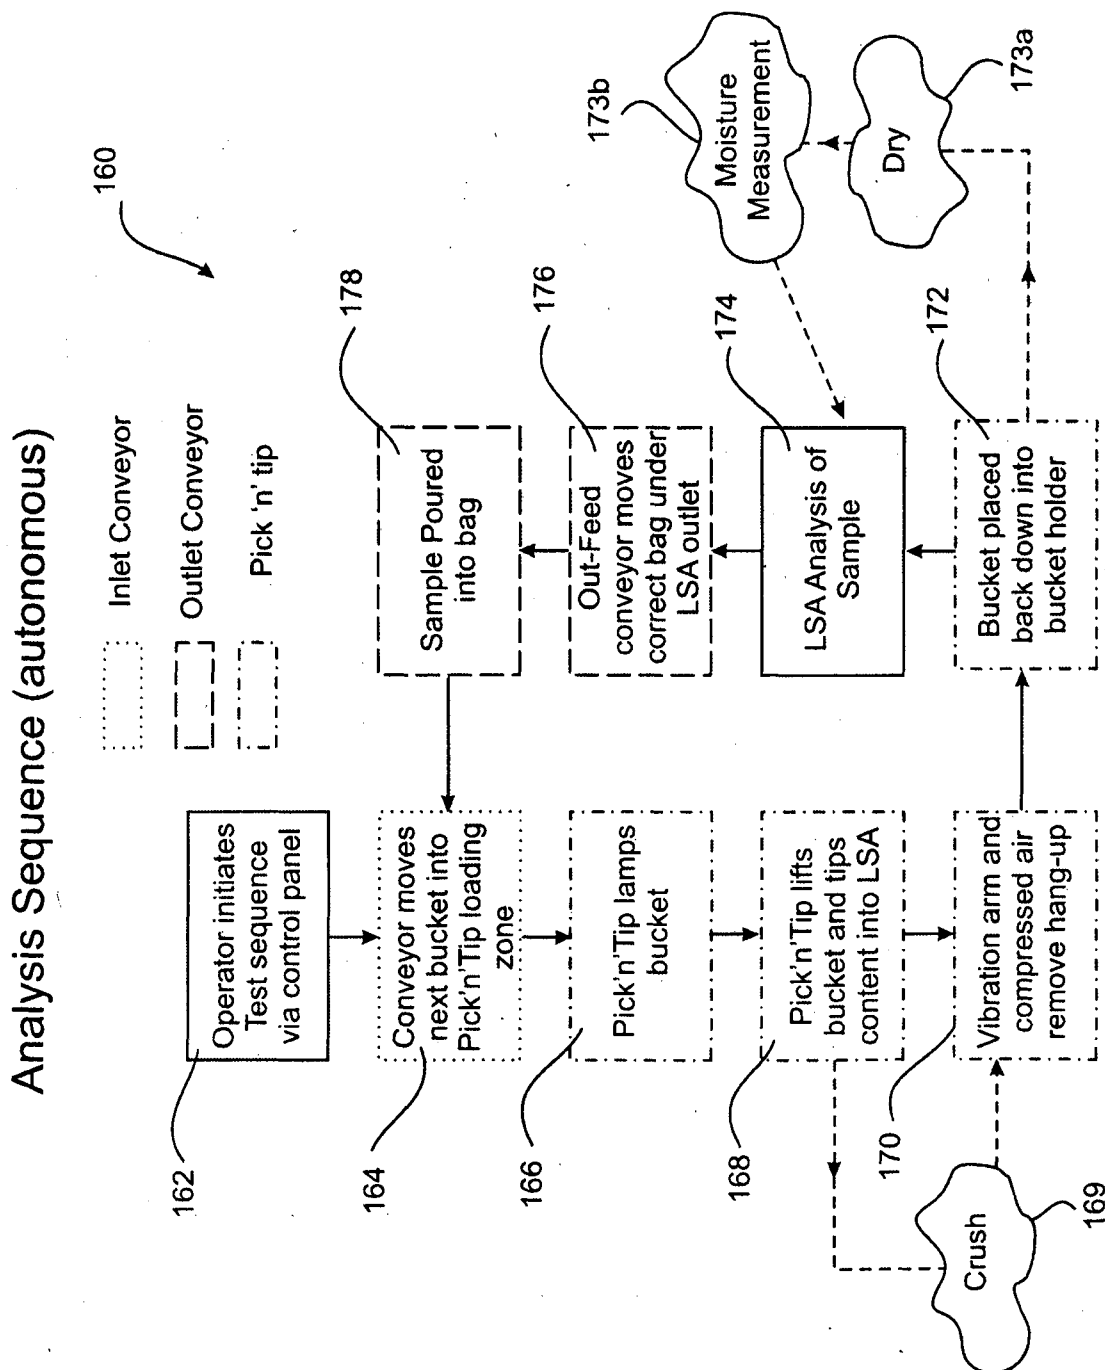 Analysis Sequence (autonomous)
Inlet Conveyor
Outlet Conveyor
Pick 'n' tip
160
162
Operator initiates
Test sequence
via control panel
164
Conveyor moves
next bucket into
Pick'n'Tip loading
zone
166
Pick'n'Tip lamps
bucket
168
Pick'n'Tip lifts
bucket and tips
content into LSA
Crush
169
170
Vibration arm and
compressed air
remove hang-up
172
Bucket placed
back down into
bucket holder
Dry
173a
Moisture
Measurement
173b
174
LSA Analysis of
Sample
176
Out-Feed
conveyor moves
correct bag under
LSA outlet
178
Sample Poured
into bag